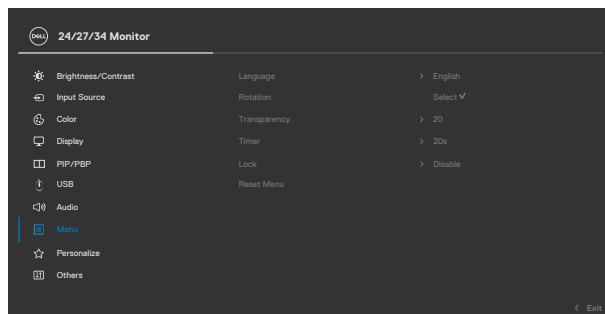 DELL 24/27/34 Monitor
Brightness/Contrast Language > English
Input Source Rotation Select ✓
Color Transparency > 20
Display Timer > 20s
PIP/PBP Lock > Disable
USB Reset Menu
Audio
Menu
Personalize
Others
< Exit